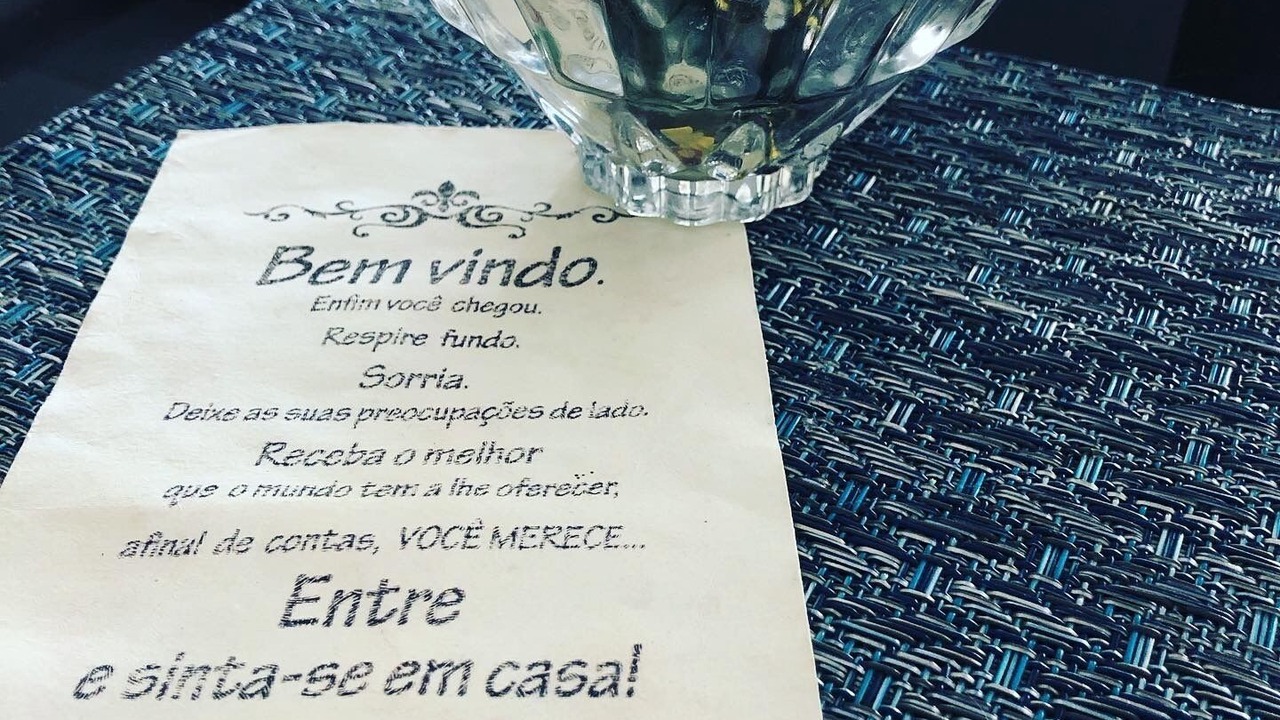 Bem vindo.
Enfim você chegou.
Respire fundo.
Sorria.
Deixe as suas preocupações de lado.
Receba o melhor
que o mundo tem a lhe oferecer,
afinal de contas, VOCÊ MERECE...
Entre
e sinta-se em casa!